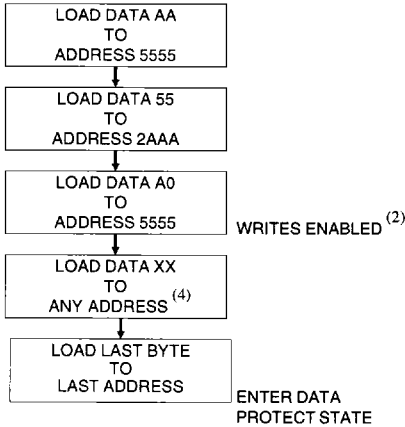 LOAD DATA AA
TO
ADDRESS 5555
LOAD DATA 55
TO
ADDRESS 2AAA
LOAD DATA A0
TO
ADDRESS 5555
WRITES ENABLED (2)
LOAD DATA XX
TO
ANY ADDRESS (4)
LOAD LAST BYTE
TO
LAST ADDRESS
ENTER DATA
PROTECT STATE